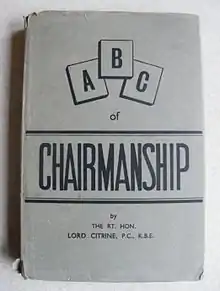 A B C
of
CHAIRMANSHIP
by
THE RT. HON.
LORD CITRINE, P.C., K.B.E.